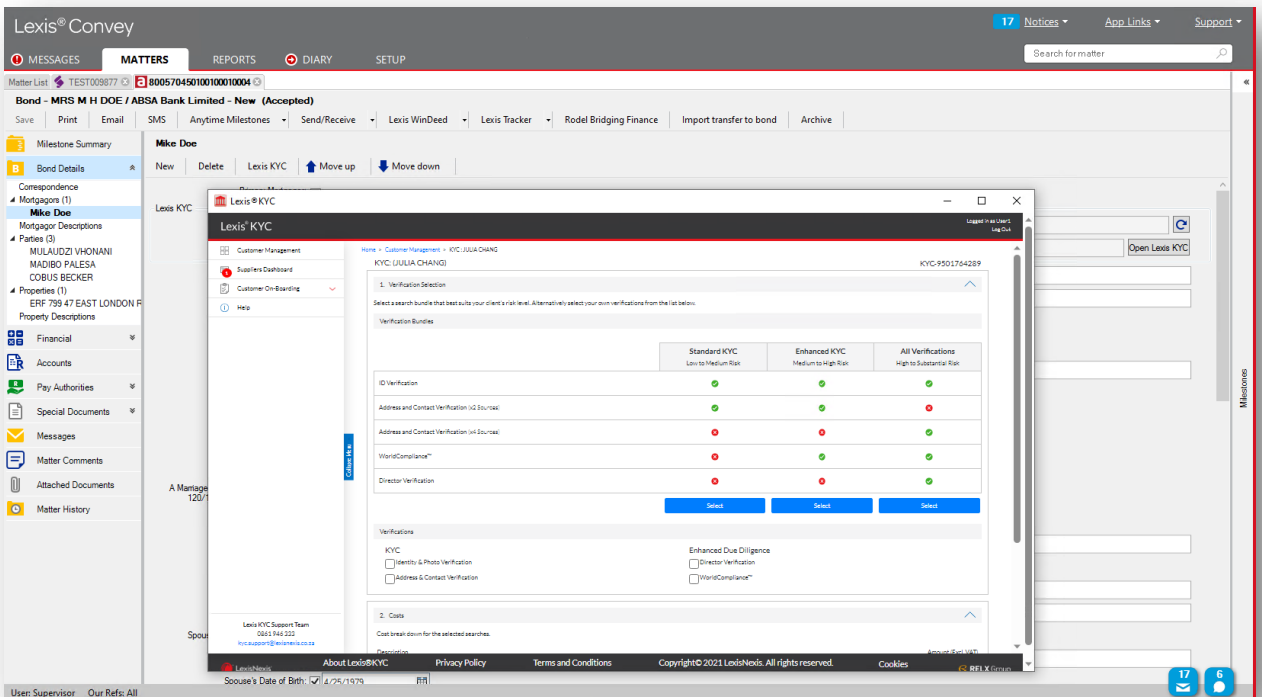 Lexis® Convey
17 Notices App Links Support
MESSAGES MATTERS REPORTS DIARY SETUP
Search for matter
Matter List TEST009877 800570450100100010004
Bond - MRS M H DOE / ABSA Bank Limited - New (Accepted)
Save Print Email SMS Anytime Milestones Send/Receive Lexis WinDeed Lexis Tracker Rodel Bridging Finance Import transfer to bond Archive
Milestone Summary
Bond Details
Correspondence
Mortgagors (1)
Mike Doe
Mortgagor Descriptions
Parties (3)
MULAUDZI VHONANI
MADIBO PALESA
COBUS BECKER
Properties (1)
ERF 799 47 EAST LONDON R
Property Descriptions
Financial
Accounts
Pay Authorities
Special Documents
Messages
Matter Comments
Attached Documents
Matter History
Mike Doe
New Delete Lexis KYC Move up Move down
Lexis KYC
Open Lexis KYC
A Marriage
120/1
Spou
Spouse's Date of Birth: 4/25/1979
Milestones
Lexis®KYC
Lexis® KYC
Logged in as User1
Log Out
Customer Management
Suppliers Dashboard
1
Customer On-Boarding
Help
Collapse Menu
Home > Customer Management > KYC: JULIA CHANG
KYC: (JULIA CHANG) KYC-9501764289
1. Verification Selection
Select a search bundle that best suits your client's risk level. Alternatively select your own verifications from the list below.
Verification Bundles
Standard KYC Enhanced KYC All Verifications
Low to Medium Risk Medium to High Risk High to Substantial Risk
ID Verification
Address and Contact Verification (x2 Sources)
Address and Contact Verification (x4 Sources)
WorldCompliance™
Director Verification
Select Select Select
Verifications
KYC Enhanced Due Diligence
Identity & Photo Verification Director Verification
Address & Contact Verification WorldCompliance™
2. Costs
Cost break down for the selected searches.
Description Amount (Excl. VAT)
Lexis KYC Support Team
0861 946 333
kyc.support@lexisnexis.co.za
LexisNexis About Lexis®KYC Privacy Policy Terms and Conditions Copyright© 2021 LexisNexis. All rights reserved. Cookies RELX Group
17 6
User: Supervisor Our Refs: All